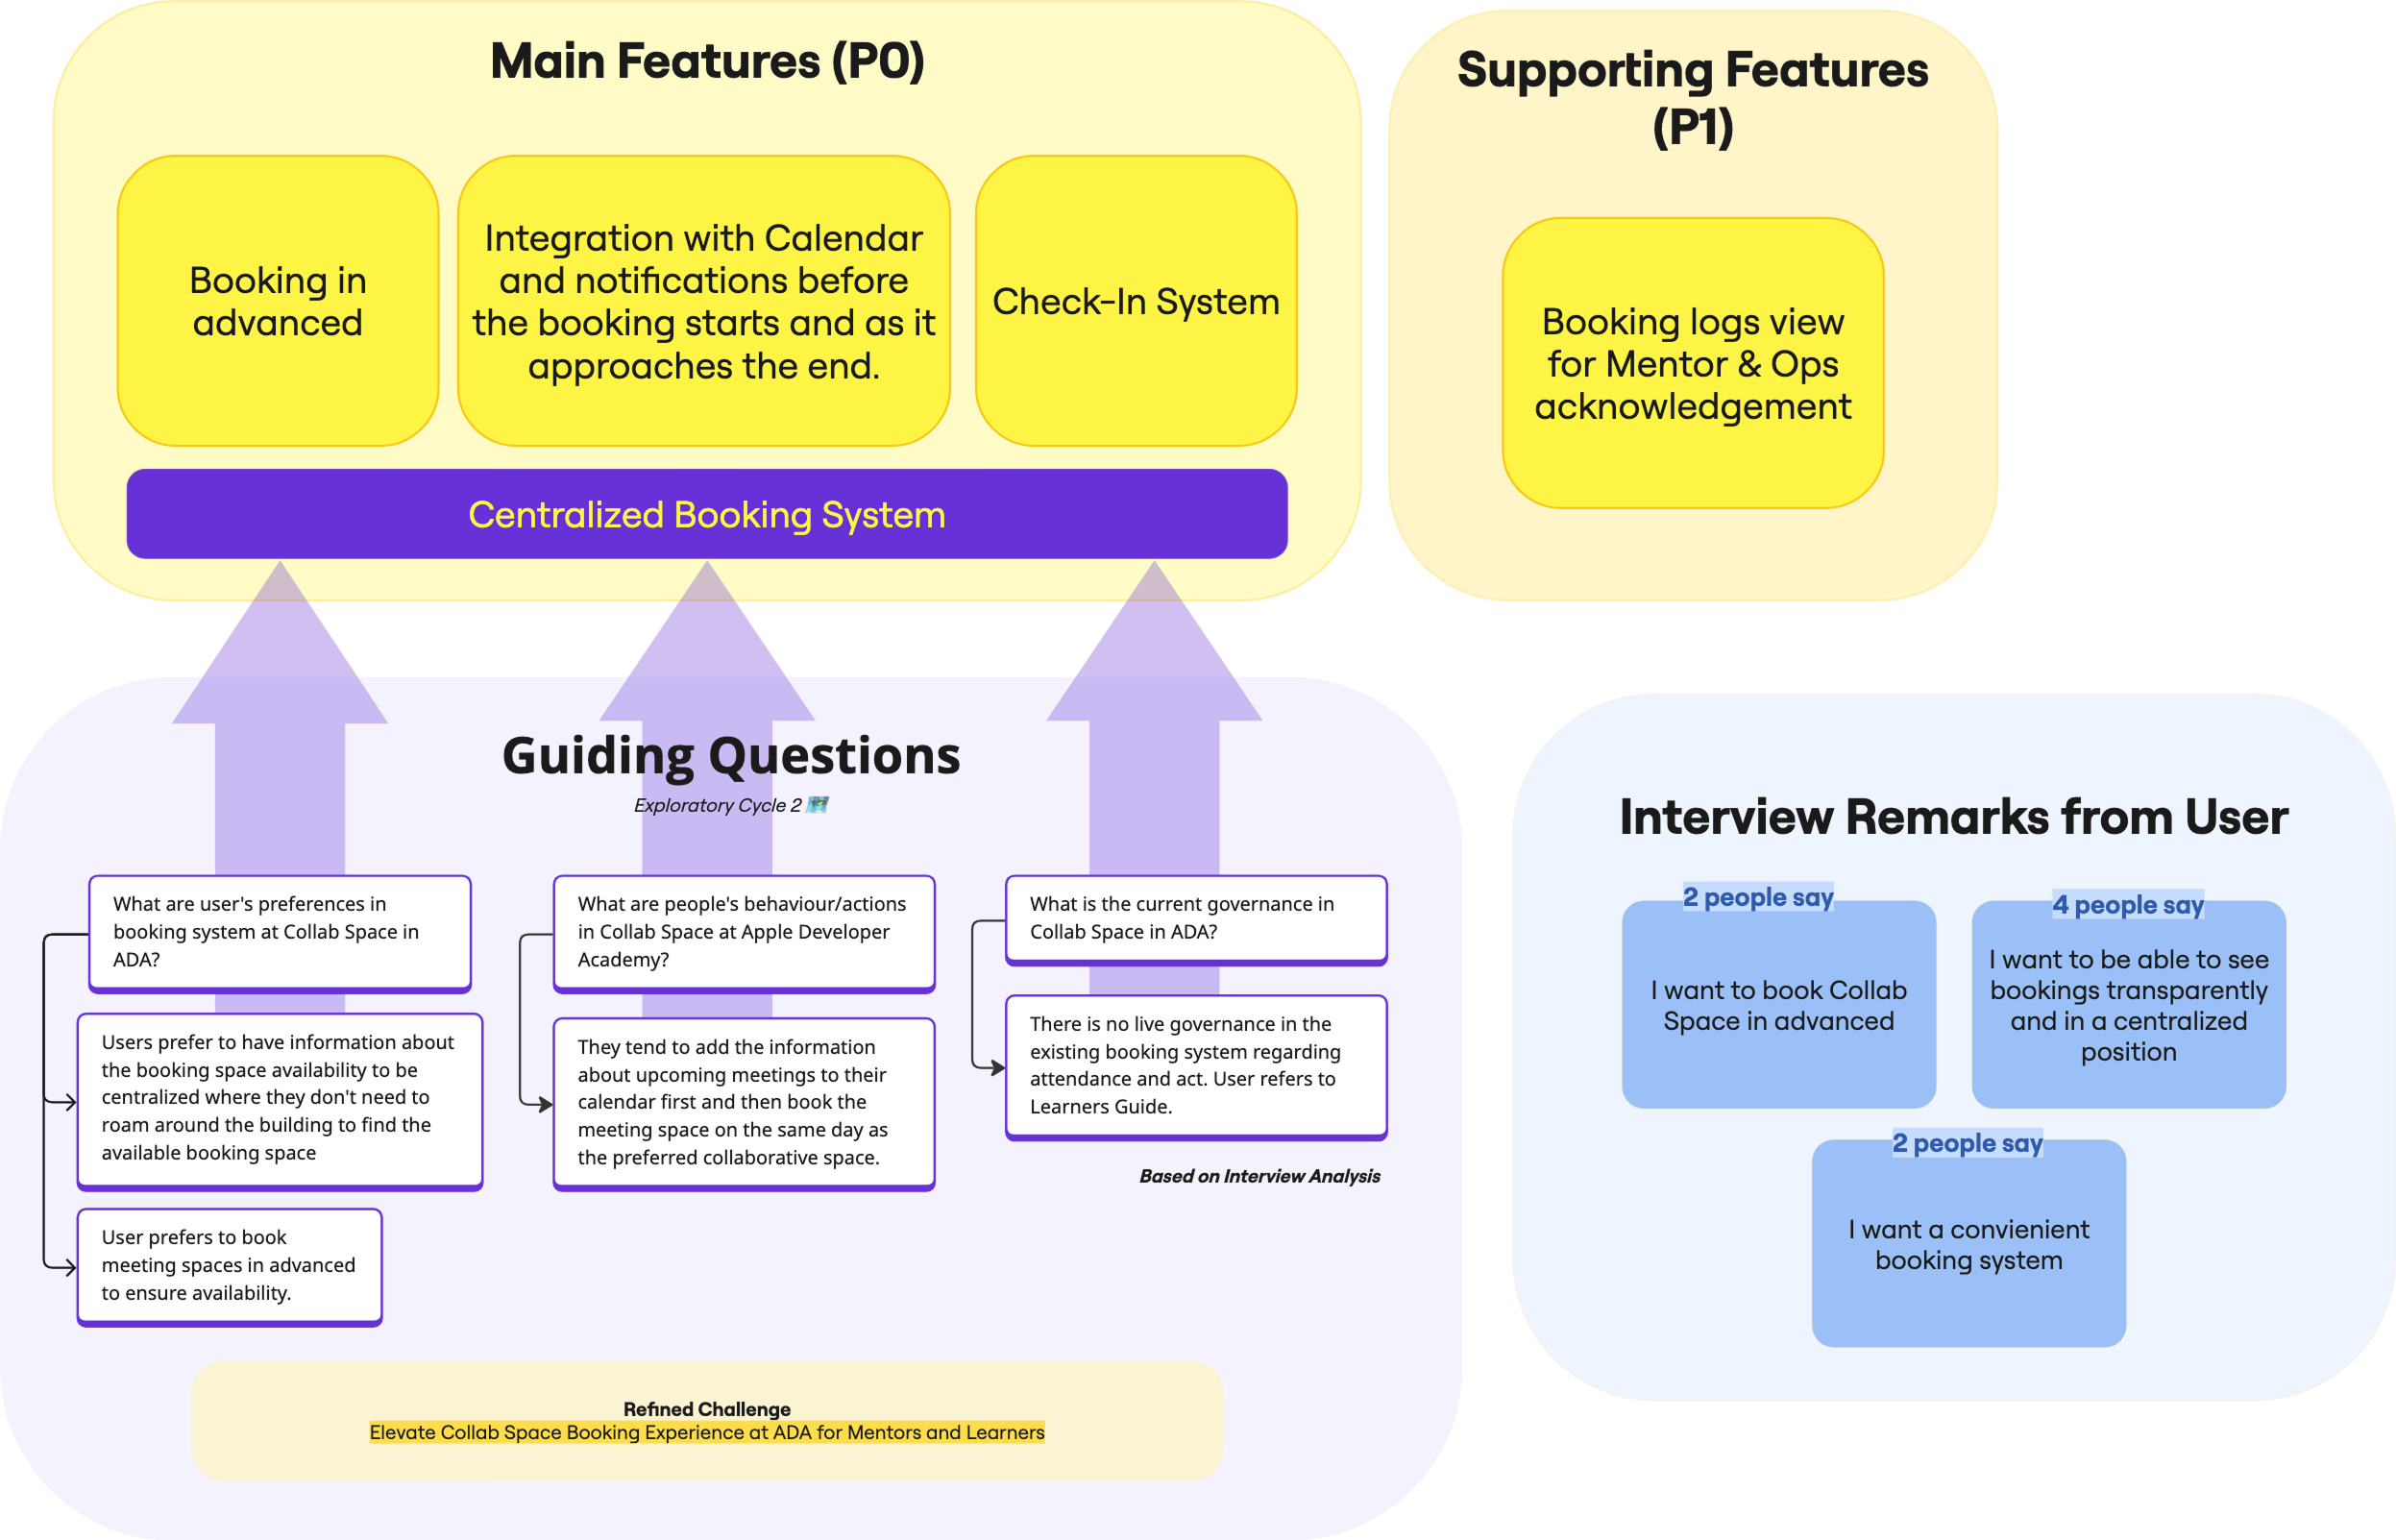 Main Features (P0)
Booking in
advanced
Integration with Calendar
and notifications before
the booking starts and as it
approaches the end.
Check-In System
Centralized Booking System
Supporting Features
(P1)
Booking logs view
for Mentor & Ops
acknowledgement
Guiding Questions
Exploratory Cycle 2 🗺️
What are user's preferences in
booking system at Collab Space in
ADA?
Users prefer to have information about
the booking space availability to be
centralized where they don't need to
roam around the building to find the
available booking space
User prefers to book
meeting spaces in advanced
to ensure availability.
What are people's behaviour/actions
in Collab Space at Apple Developer
Academy?
They tend to add the information
about upcoming meetings to their
calendar first and then book the
meeting space on the same day as
the preferred collaborative space.
What is the current governance in
Collab Space in ADA?
There is no live governance in the
existing booking system regarding
attendance and act. User refers to
Learners Guide.
Based on Interview Analysis
Refined Challenge
Elevate Collab Space Booking Experience at ADA for Mentors and Learners
Interview Remarks from User
2 people say
I want to book Collab
Space in advanced
4 people say
I want to be able to see
bookings transparently
and in a centralized
position
2 people say
I want a convienient
booking system